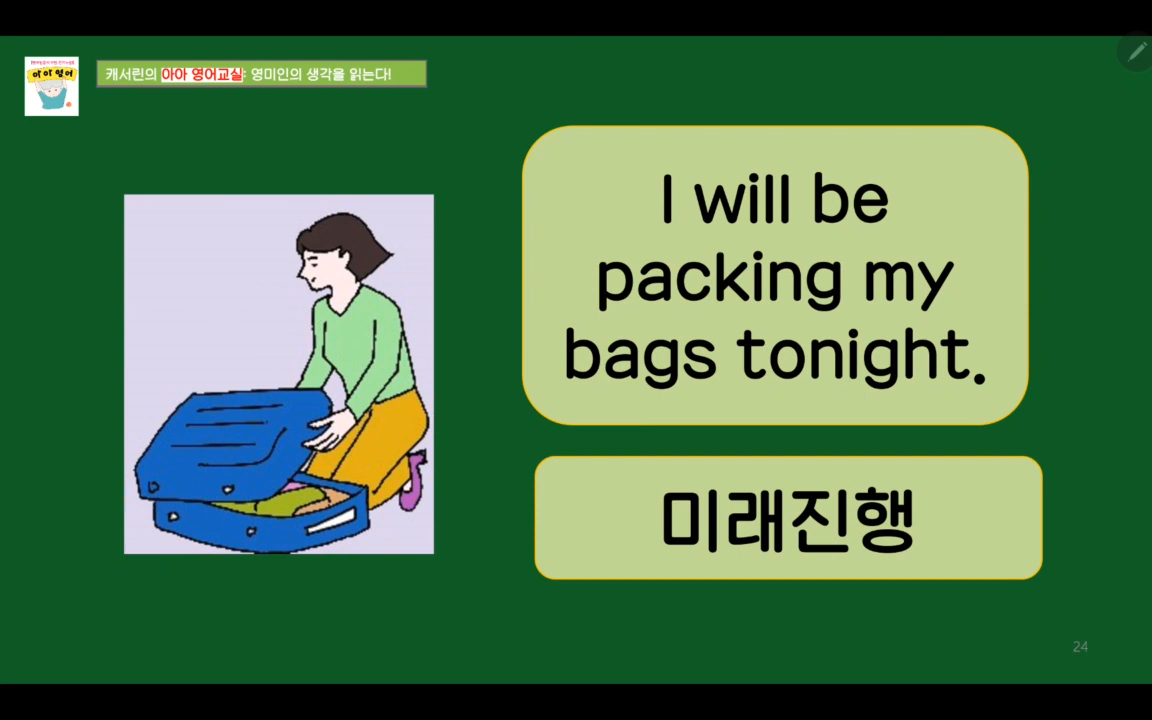 아아 영어
캐서린의 아아 영어교실: 영미인의 생각을 읽는다!
I will be
packing my
bags tonight.
미래진행
24